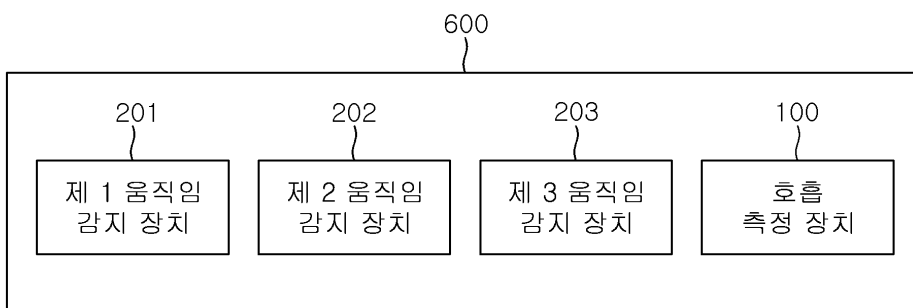 600
201 202 203 100
제 1 움직임 제 2 움직임 제 3 움직임 호흡
감지 장치 감지 장치 감지 장치 측정 장치